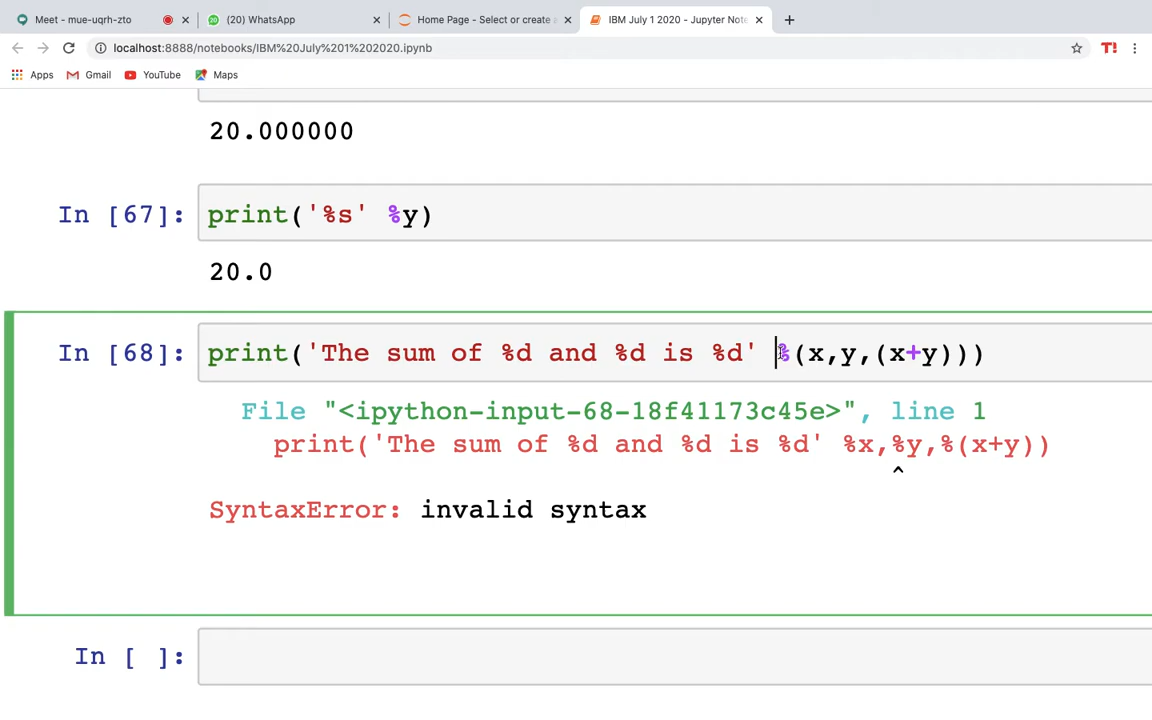 Meet - mue-uqrh-zto
(20) WhatsApp
Home Page - Select or create a
IBM July 1 2020 - Jupyter Note
localhost:8888/notebooks/IBM%20July%201%202020.ipynb
T!
Apps
Gmail
YouTube
Maps
20.000000
In [67]: print('%s' %y)
20.0
In [68]: print('The sum of %d and %d is %d' %(x,y,(x+y)))
File "<ipython-input-68-18f41173c45e>", line 1
print('The sum of %d and %d is %d' %x,%y,%(x+y))
^
SyntaxError: invalid syntax
In [ ]: